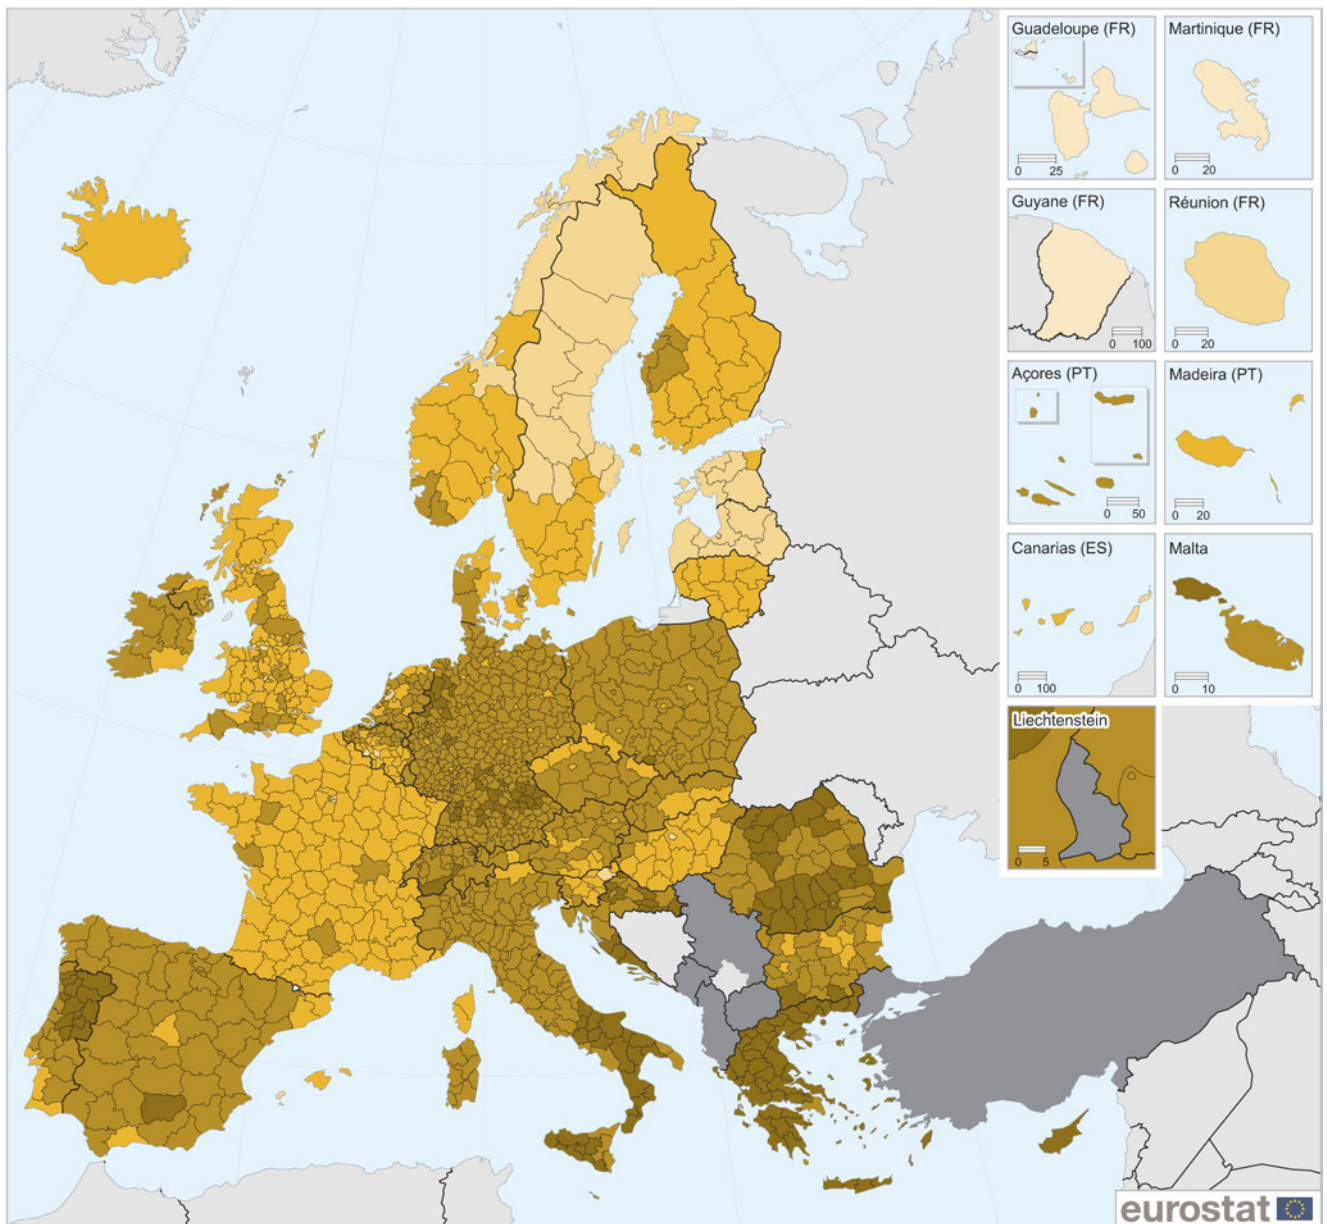 Guadeloupe (FR)
0 25
Martinique (FR)
0 20
Guyane (FR)
0 100
Réunion (FR)
0 20
Açores (PT)
0 50
Madeira (PT)
0 20
Canarias (ES)
0 100
Malta
0 10
Liechtenstein
0 5
eurostat